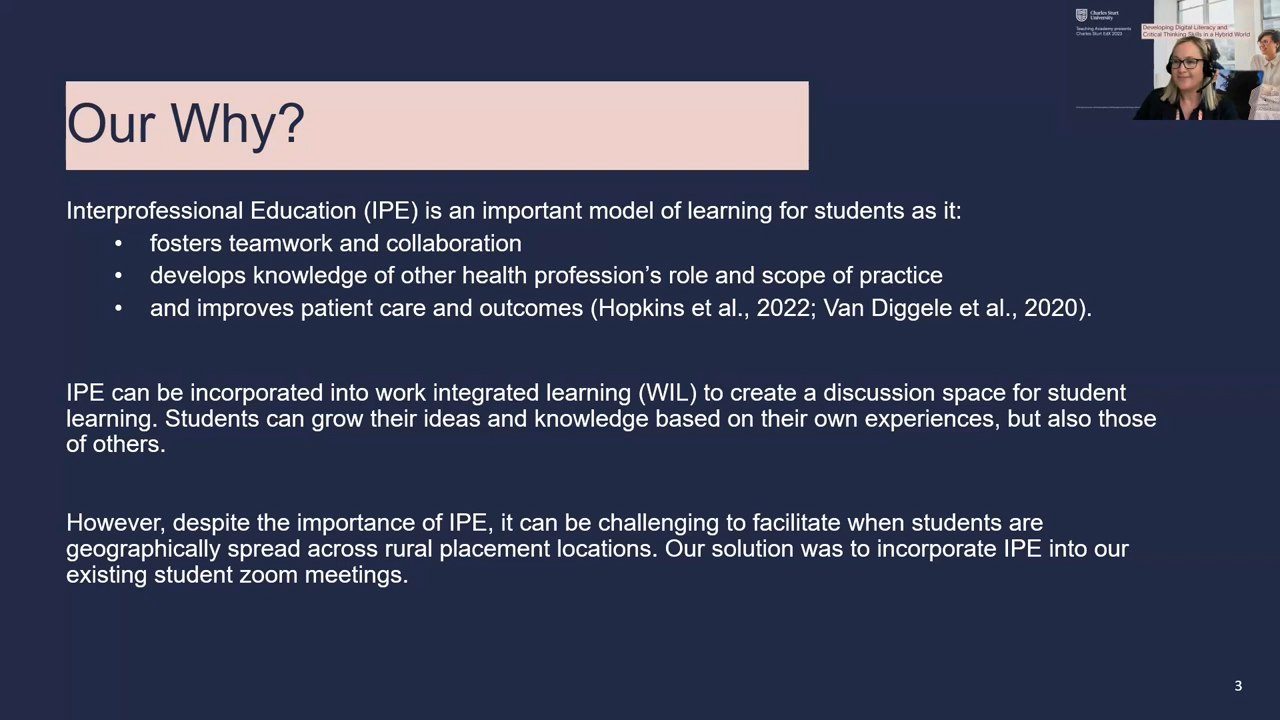 Charles Sturt
University
Teaching Academy presents
Charles Sturt EdX 2023
Developing Digital Literacy and
Critical Thinking Skills in a Hybrid World
Our Why?
Interprofessional Education (IPE) is an important model of learning for students as it:
• fosters teamwork and collaboration
• develops knowledge of other health profession’s role and scope of practice
• and improves patient care and outcomes (Hopkins et al., 2022; Van Diggele et al., 2020).
IPE can be incorporated into work integrated learning (WIL) to create a discussion space for student
learning. Students can grow their ideas and knowledge based on their own experiences, but also those
of others.
However, despite the importance of IPE, it can be challenging to facilitate when students are
geographically spread across rural placement locations. Our solution was to incorporate IPE into our
existing student zoom meetings.
3